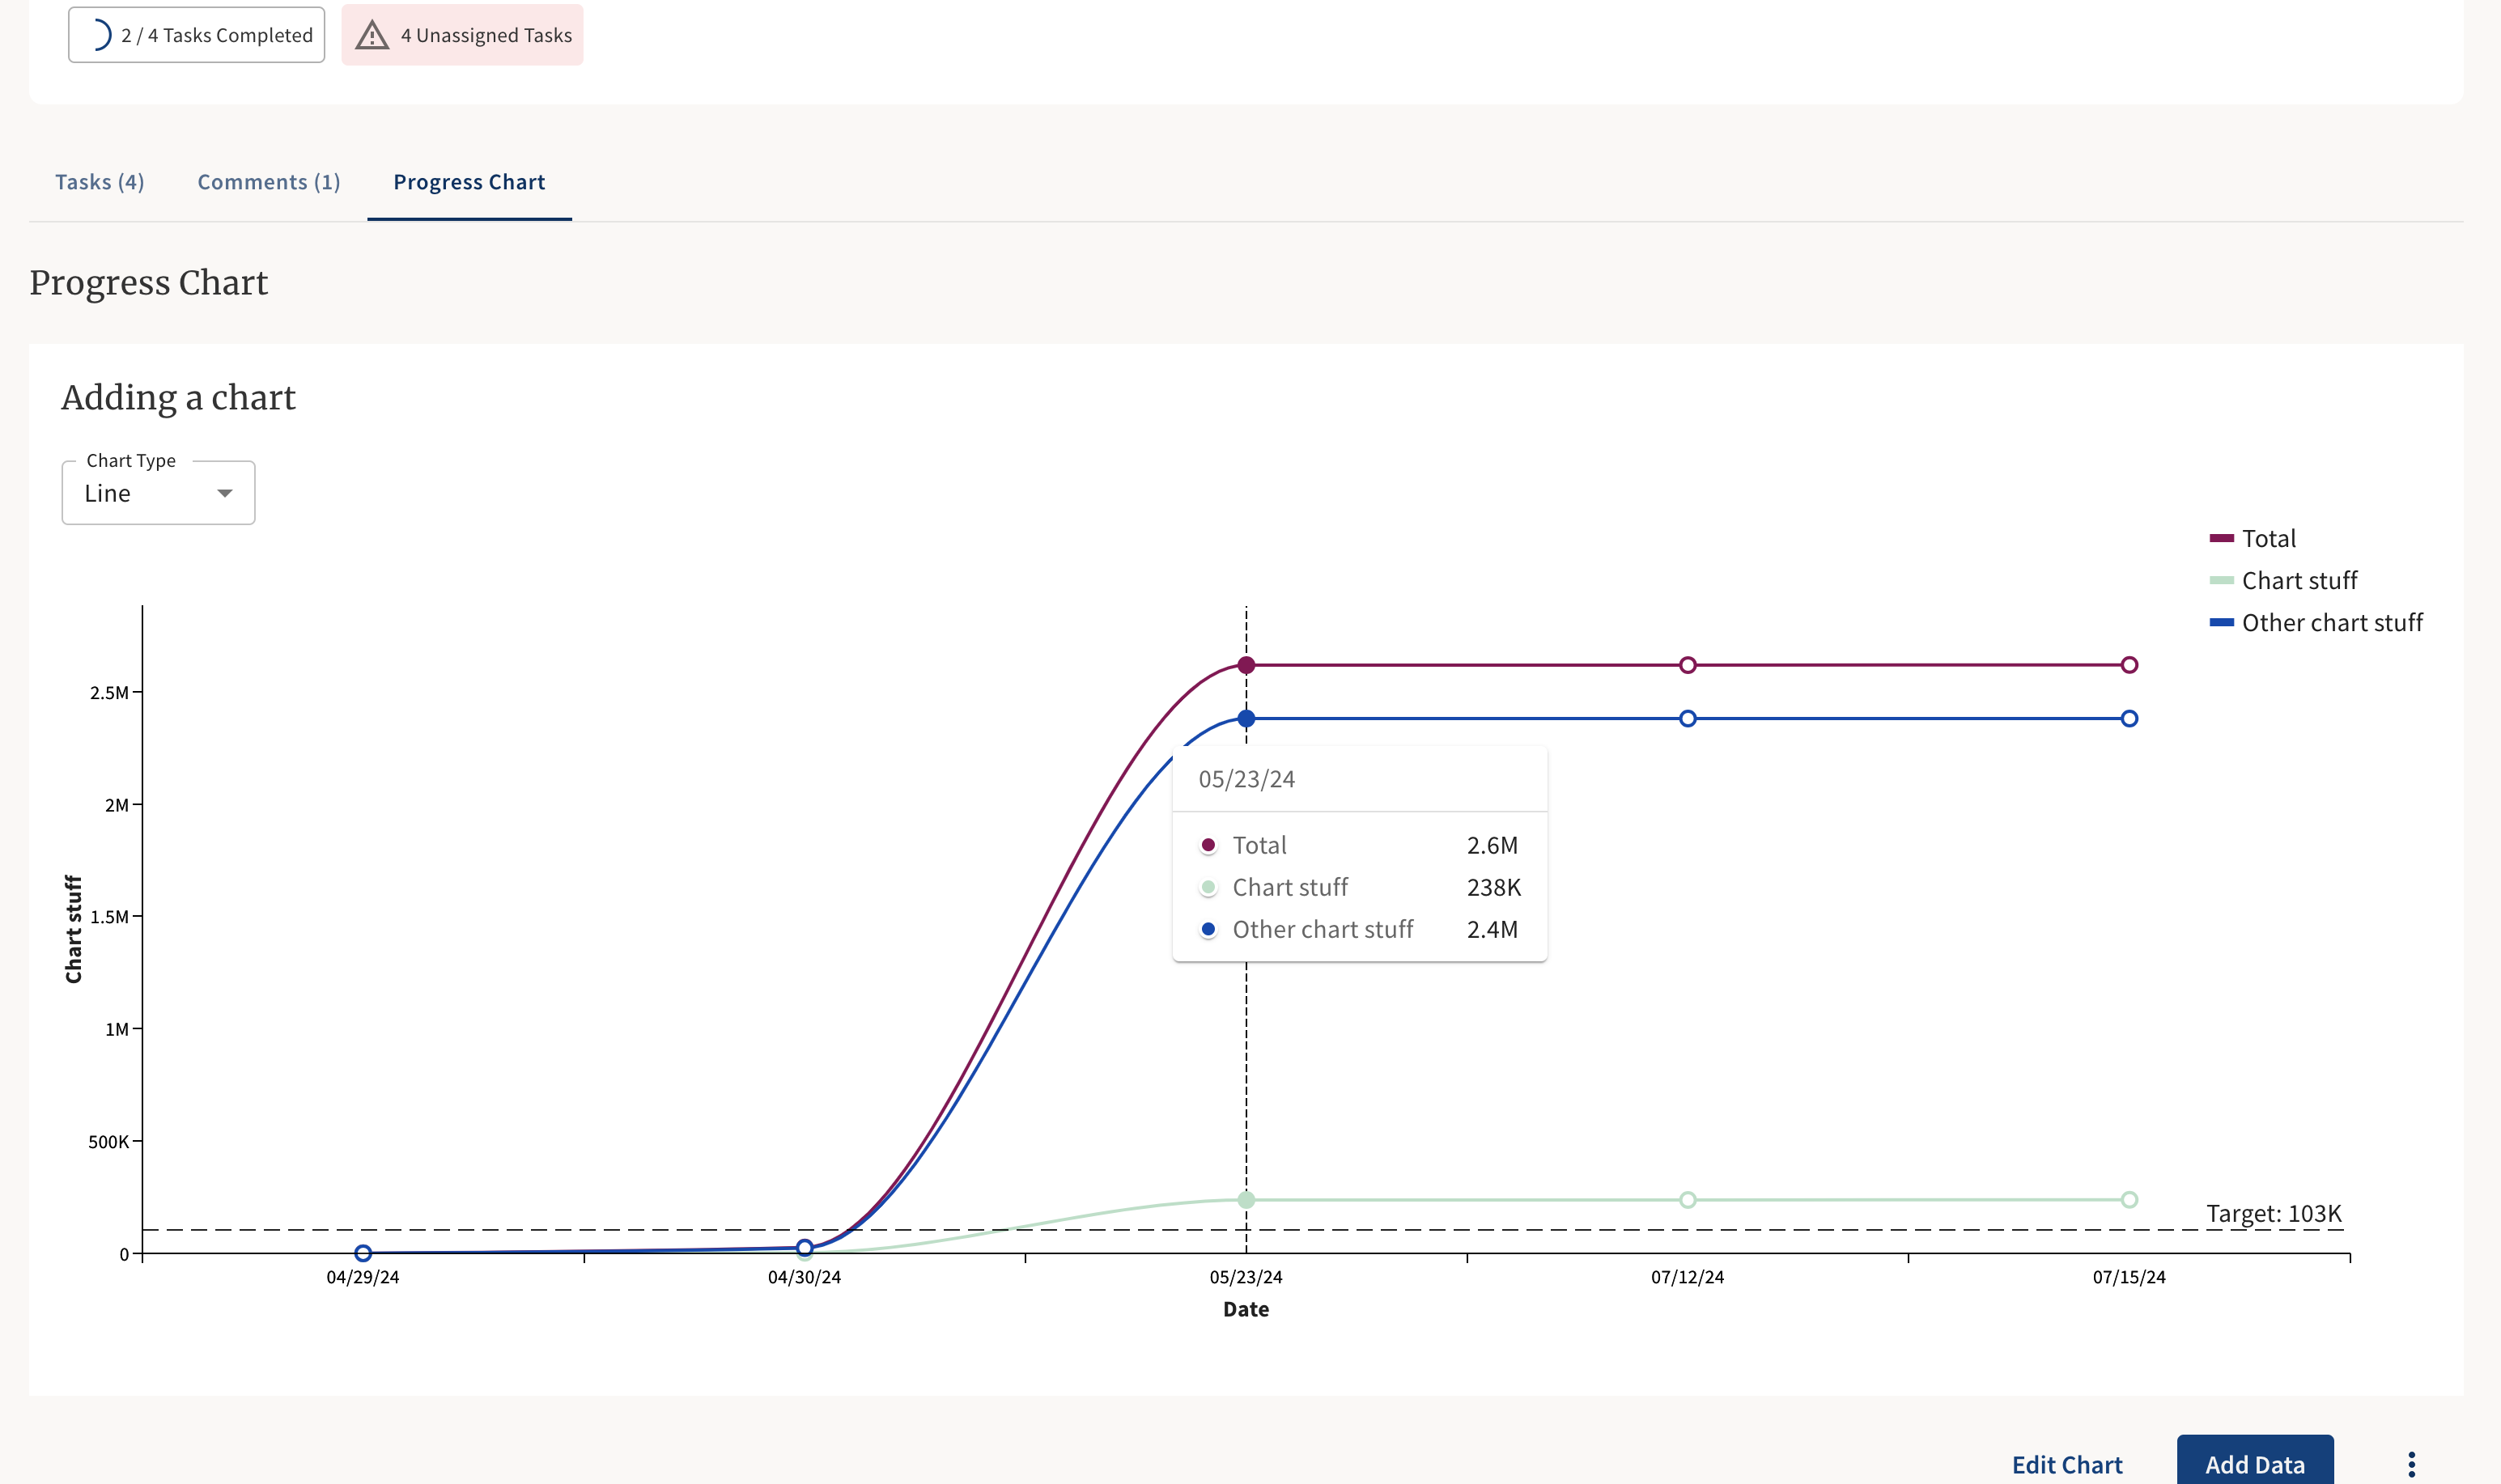 2 / 4 Tasks Completed
4 Unassigned Tasks
Tasks (4)
Comments (1)
Progress Chart
Progress Chart
Adding a chart
Chart Type
Line
Total
Chart stuff
Other chart stuff
2.5M
2M
1.5M
1M
500K
0
Chart stuff
05/23/24
Total 2.6M
Chart stuff 238K
Other chart stuff 2.4M
Target: 103K
04/29/24
04/30/24
05/23/24
07/12/24
07/15/24
Date
Edit Chart
Add Data